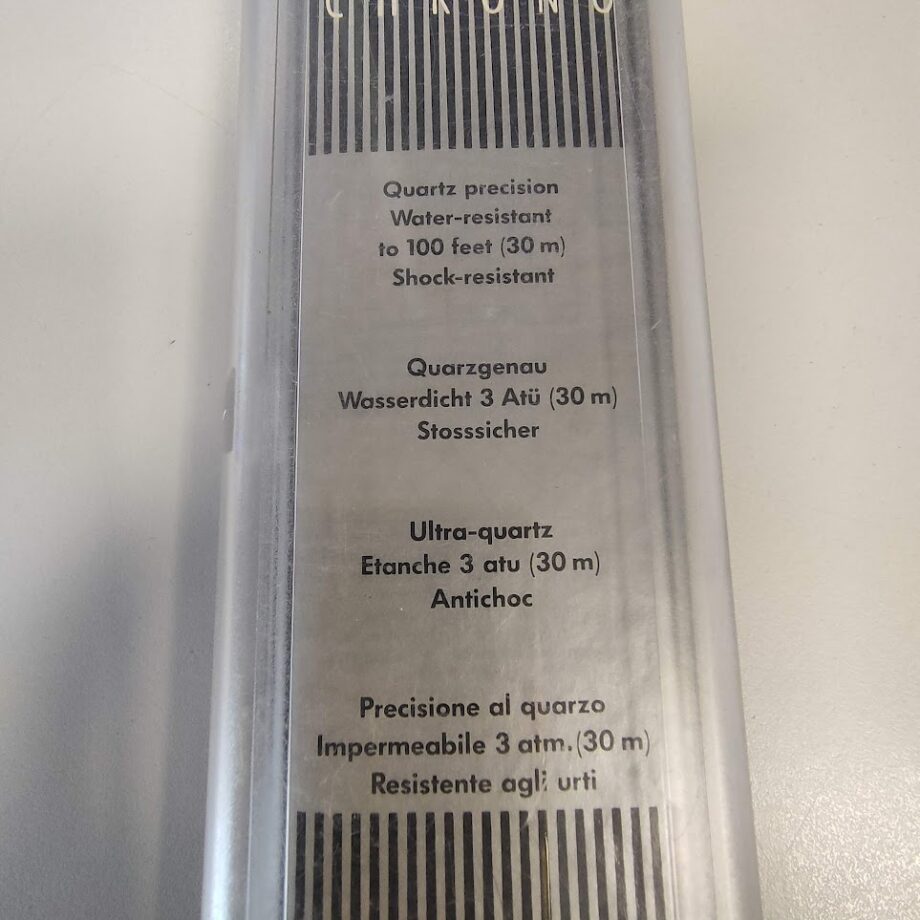 CHRONO
Quartz precision
Water-resistant
to 100 feet (30 m)
Shock-resistant
Quarzgenau
Wasserdicht 3 Atü (30 m)
Stosssicher
Ultra-quartz
Etanche 3 atu (30 m)
Antichoc
Precisione al quarzo
Impermeabile 3 atm.(30 m)
Resistente agli urti